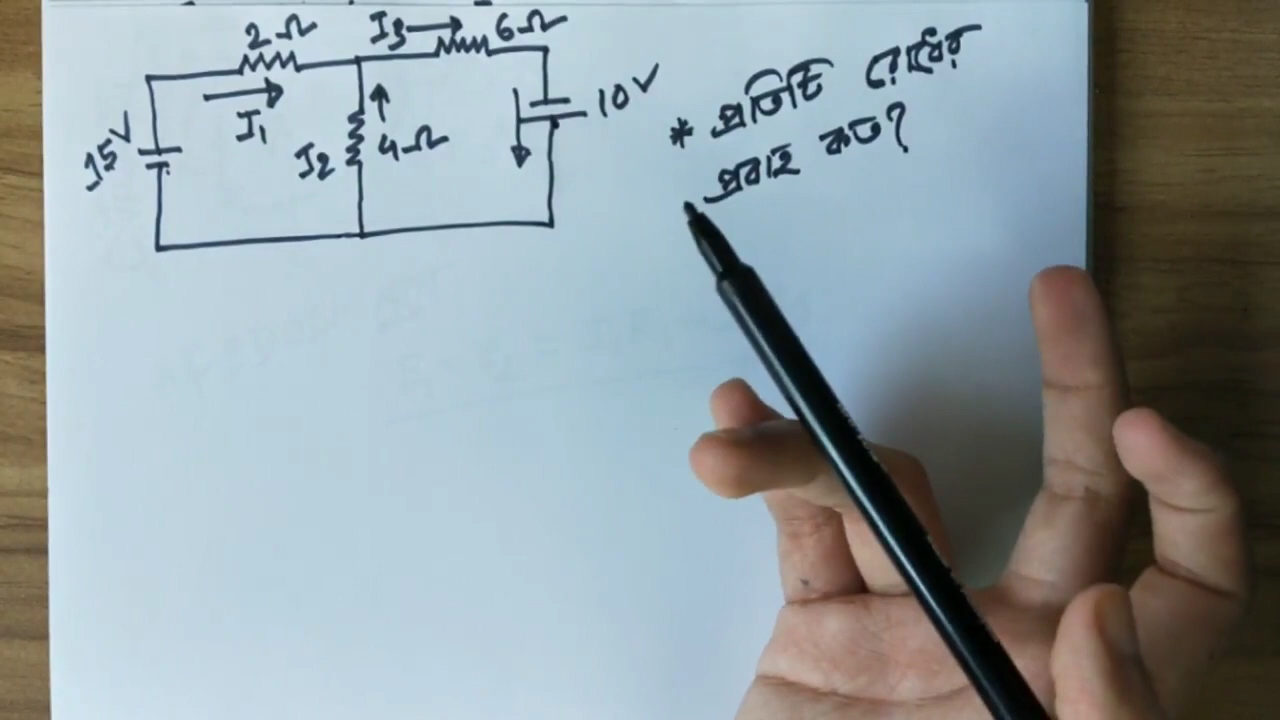 2Ω
I3
6Ω
I1
15V
I2
4Ω
10V
* প্রতিটি রোধের
প্রবাহ কত?